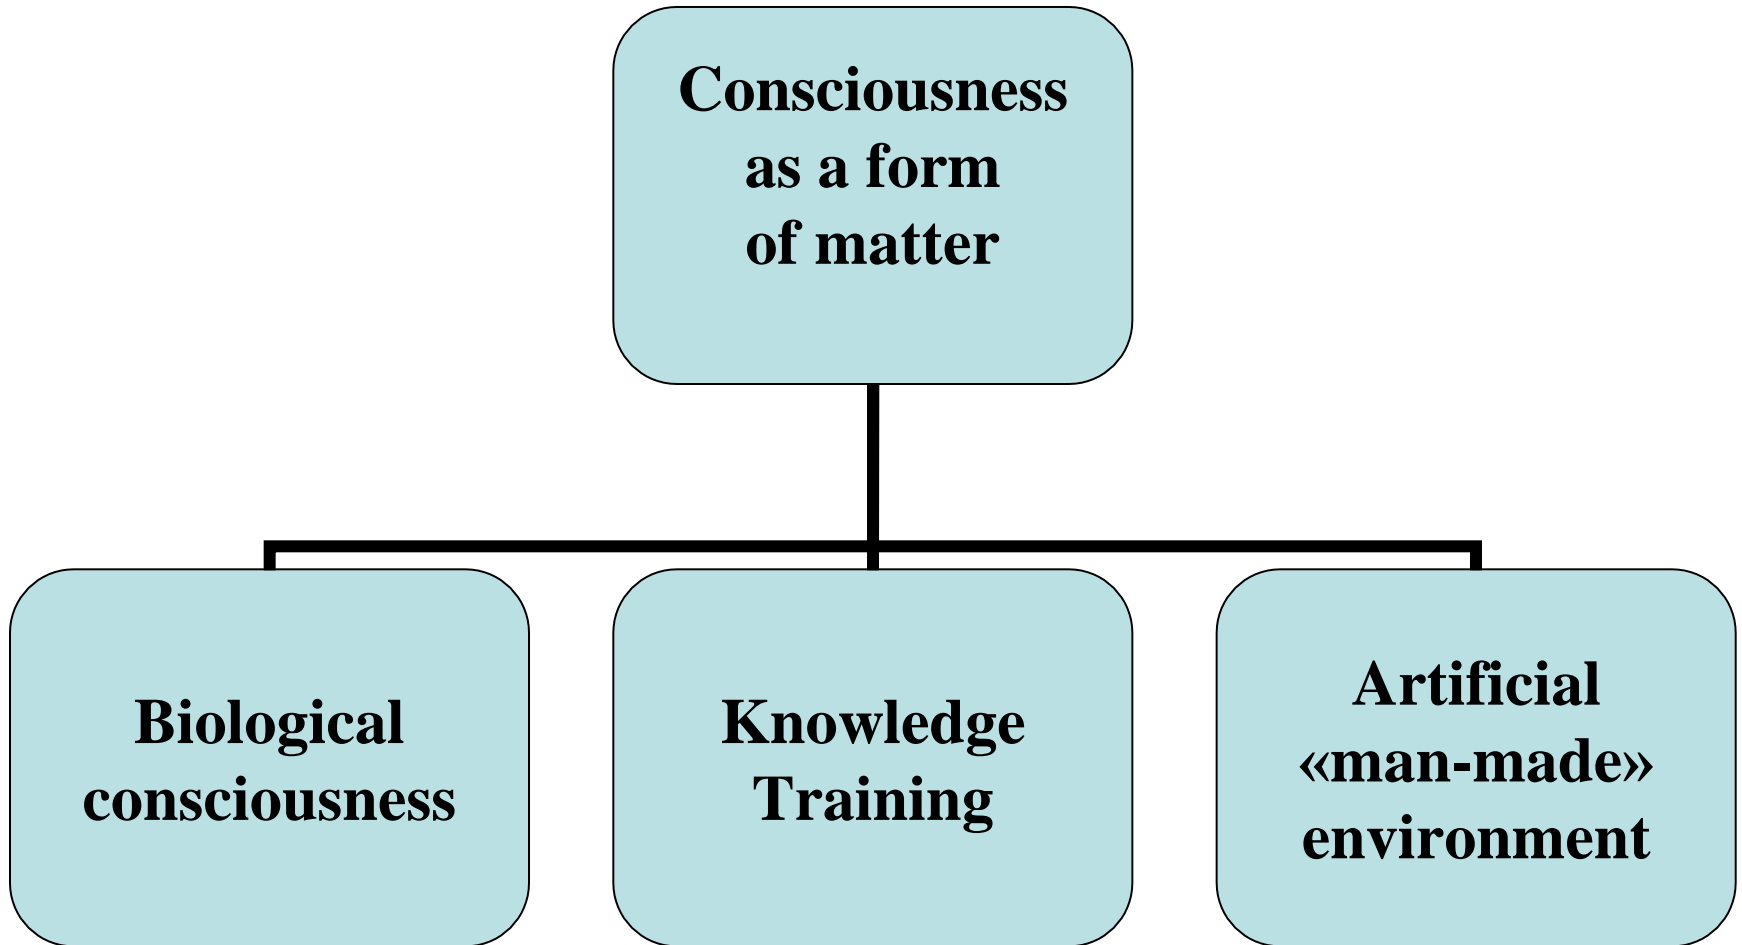 Consciousness
as a form
of matter
Biological
consciousness
Knowledge
Training
Artificial
«man-made»
environment